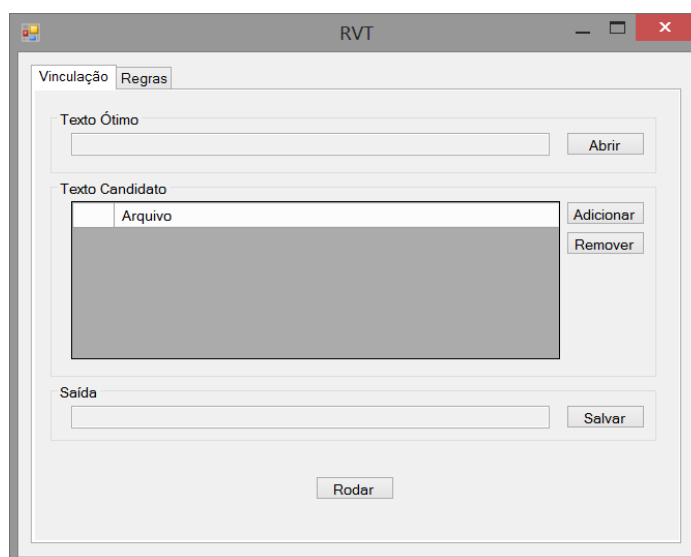 RVT
Vinculação Regras
Texto Ótimo
Abrir
Texto Candidato
Arquivo
Adicionar
Remover
Saída
Salvar
Rodar